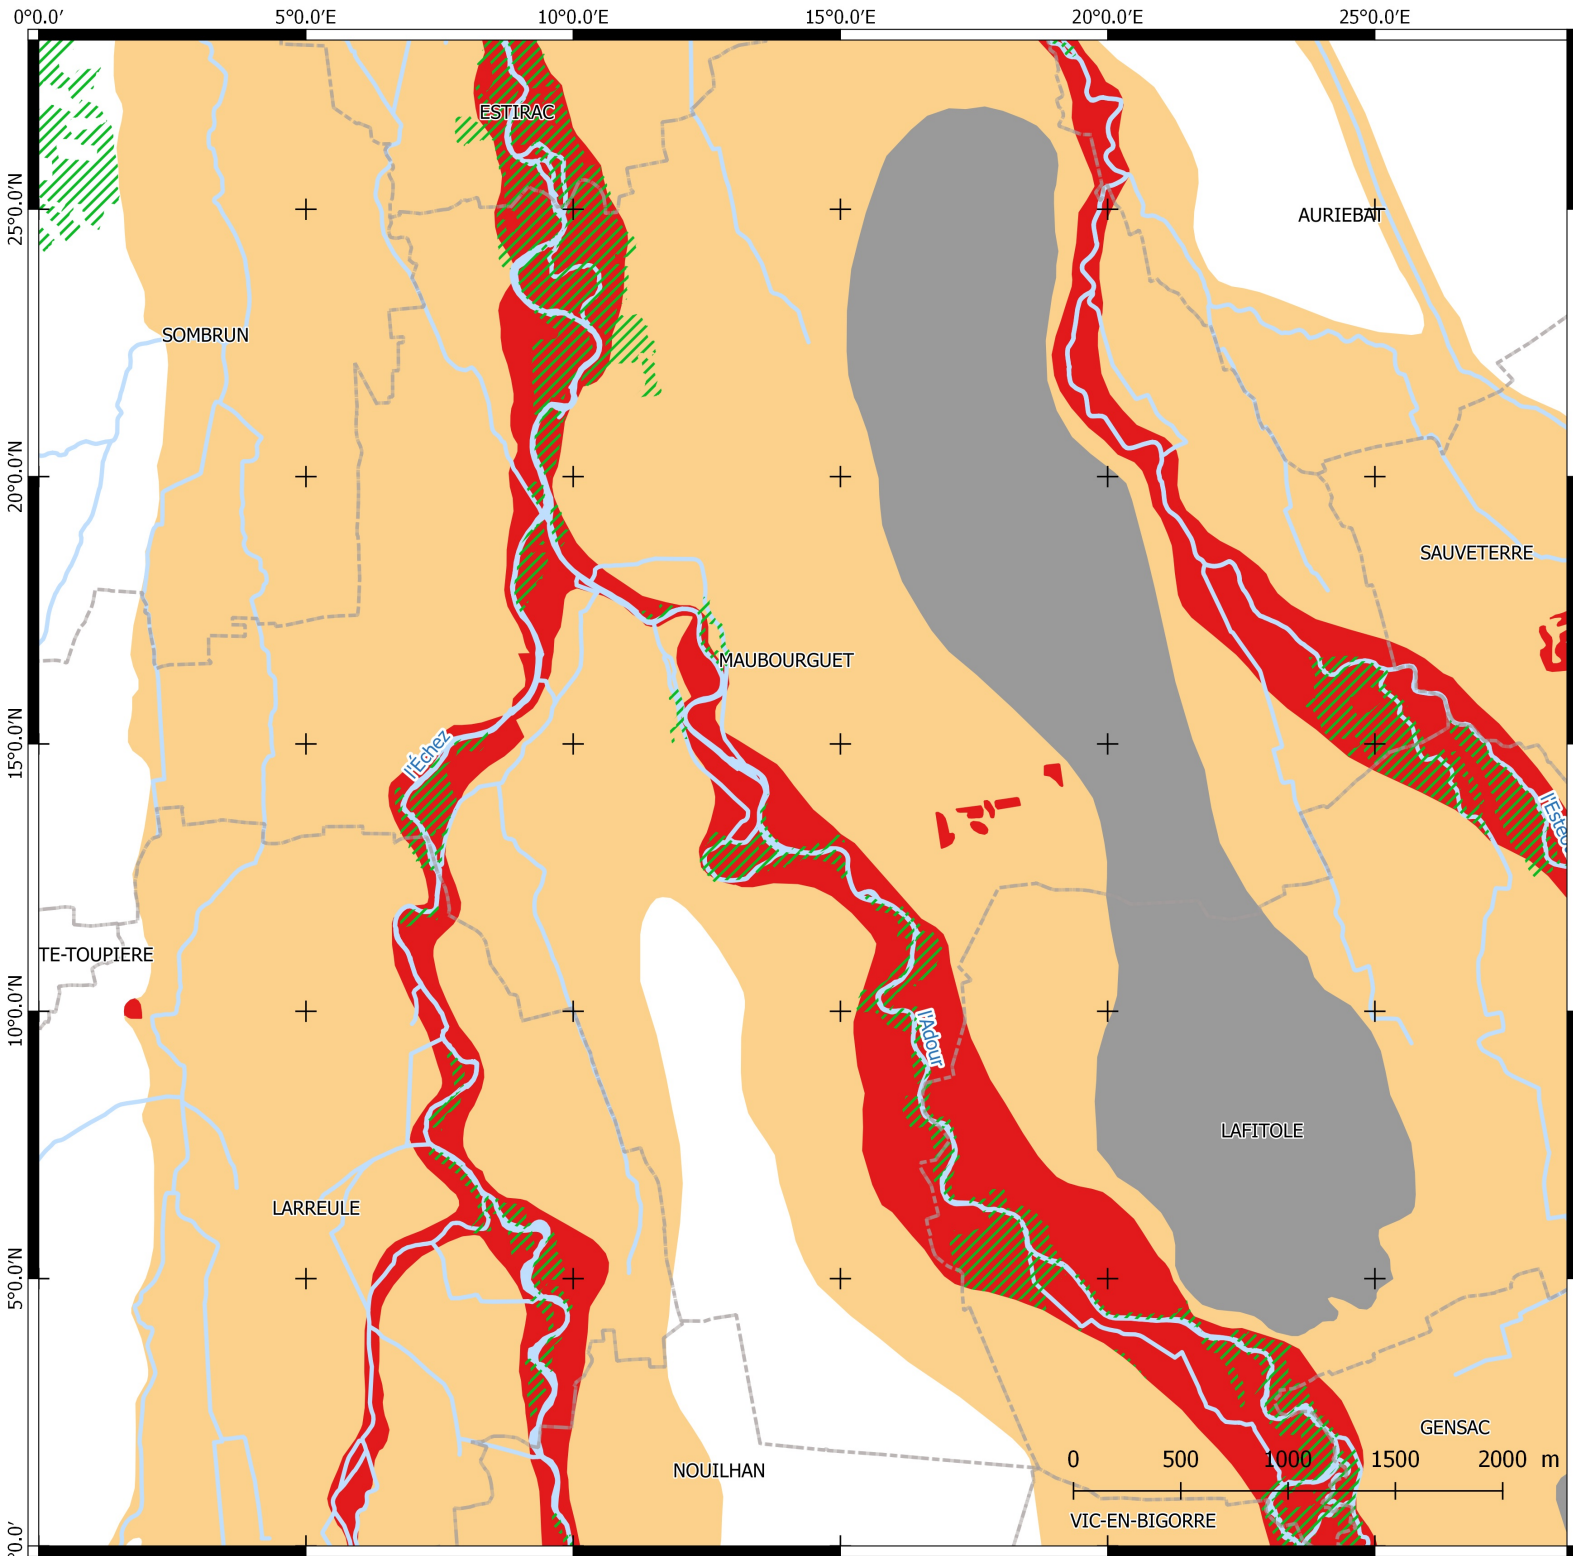 0°0.0′ 5°0.0′E 10°0.0′E 15°0.0′E 20°0.0′E 25°0.0′E
ESTIRAC
25°0.0′N
AURIEBAT
SOMBRUN
20°0.0′N
SAUVETERRE
MAUBOURGUET
15°0.0′N
l'Échez
l'Esteo
TE-TOUPIERE
10°0.0′N
l'Adour
LAFITOLE
LARREULE
5°0.0′N
GENSAC
0 500 1000 1500 2000 m
NOUILHAN
VIC-EN-BIGORRE
0°0.0′